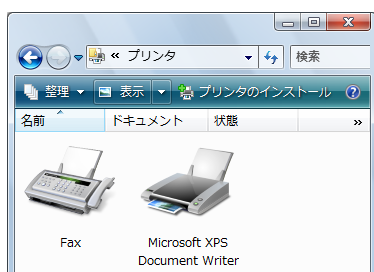 « プリンタ 検索
整理 表示 プリンタのインストール ?
名前 ドキュメント 状態 »
Fax Microsoft XPS
Document Writer